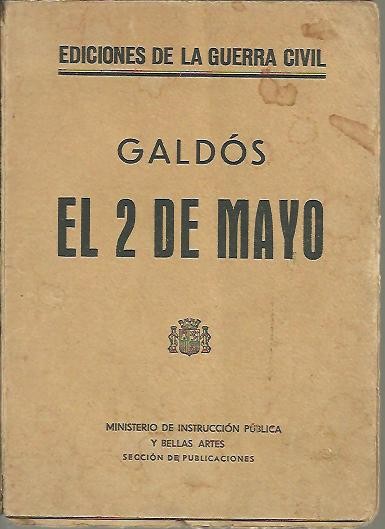 EDICIONES DE LA GUERRA CIVIL
GALDÓS
EL 2 DE MAYO
MINISTERIO DE INSTRUCCIÓN PÚBLICA
Y BELLAS ARTES
SECCIÓN DE PUBLICACIONES